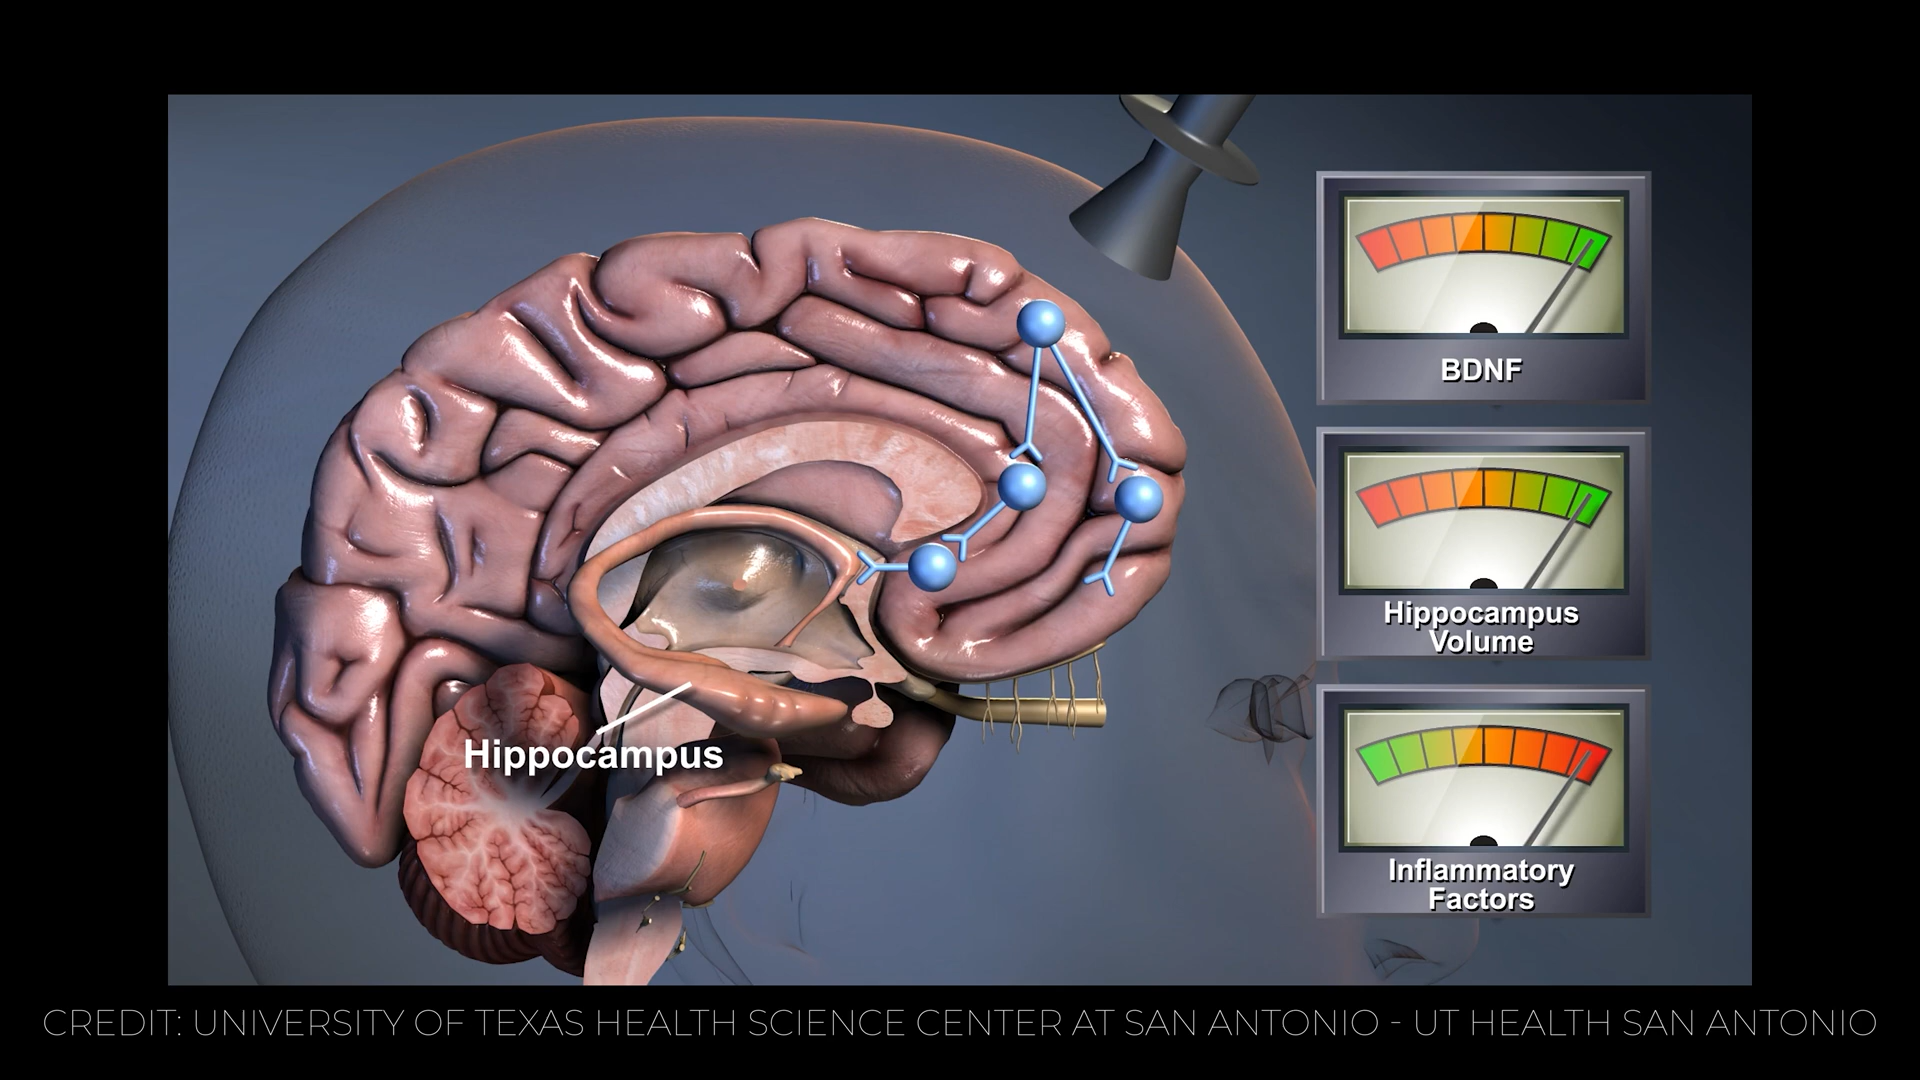 BDNF
Hippocampus
Volume
Hippocampus
Inflammatory
Factors
CREDIT: UNIVERSITY OF TEXAS HEALTH SCIENCE CENTER AT SAN ANTONIO - UT HEALTH SAN ANTONIO